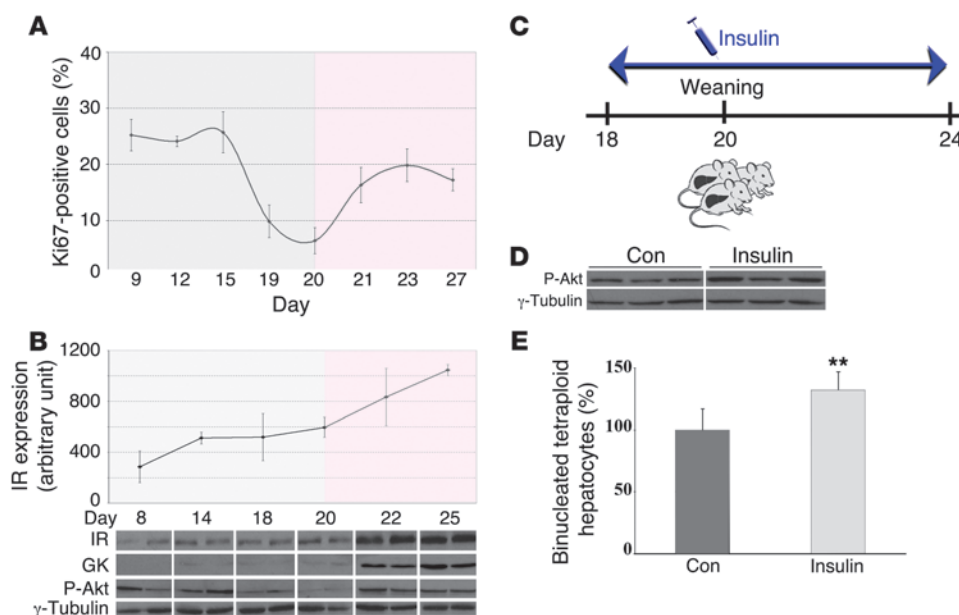 A
Ki67-positive cells (%)
40
30
20
10
0
9 12 15 19 20 21 23 27
Day
B
IR expression
(arbitrary unit)
1200
800
400
0
Day 8 14 18 20 22 25
IR
GK
P-Akt
γ-Tubulin
C
Insulin
Weaning
Day 18 20 24
D
Con Insulin
P-Akt
γ-Tubulin
E
Binucleated tetraploid
hepatocytes (%)
150
100
50
0
**
Con Insulin